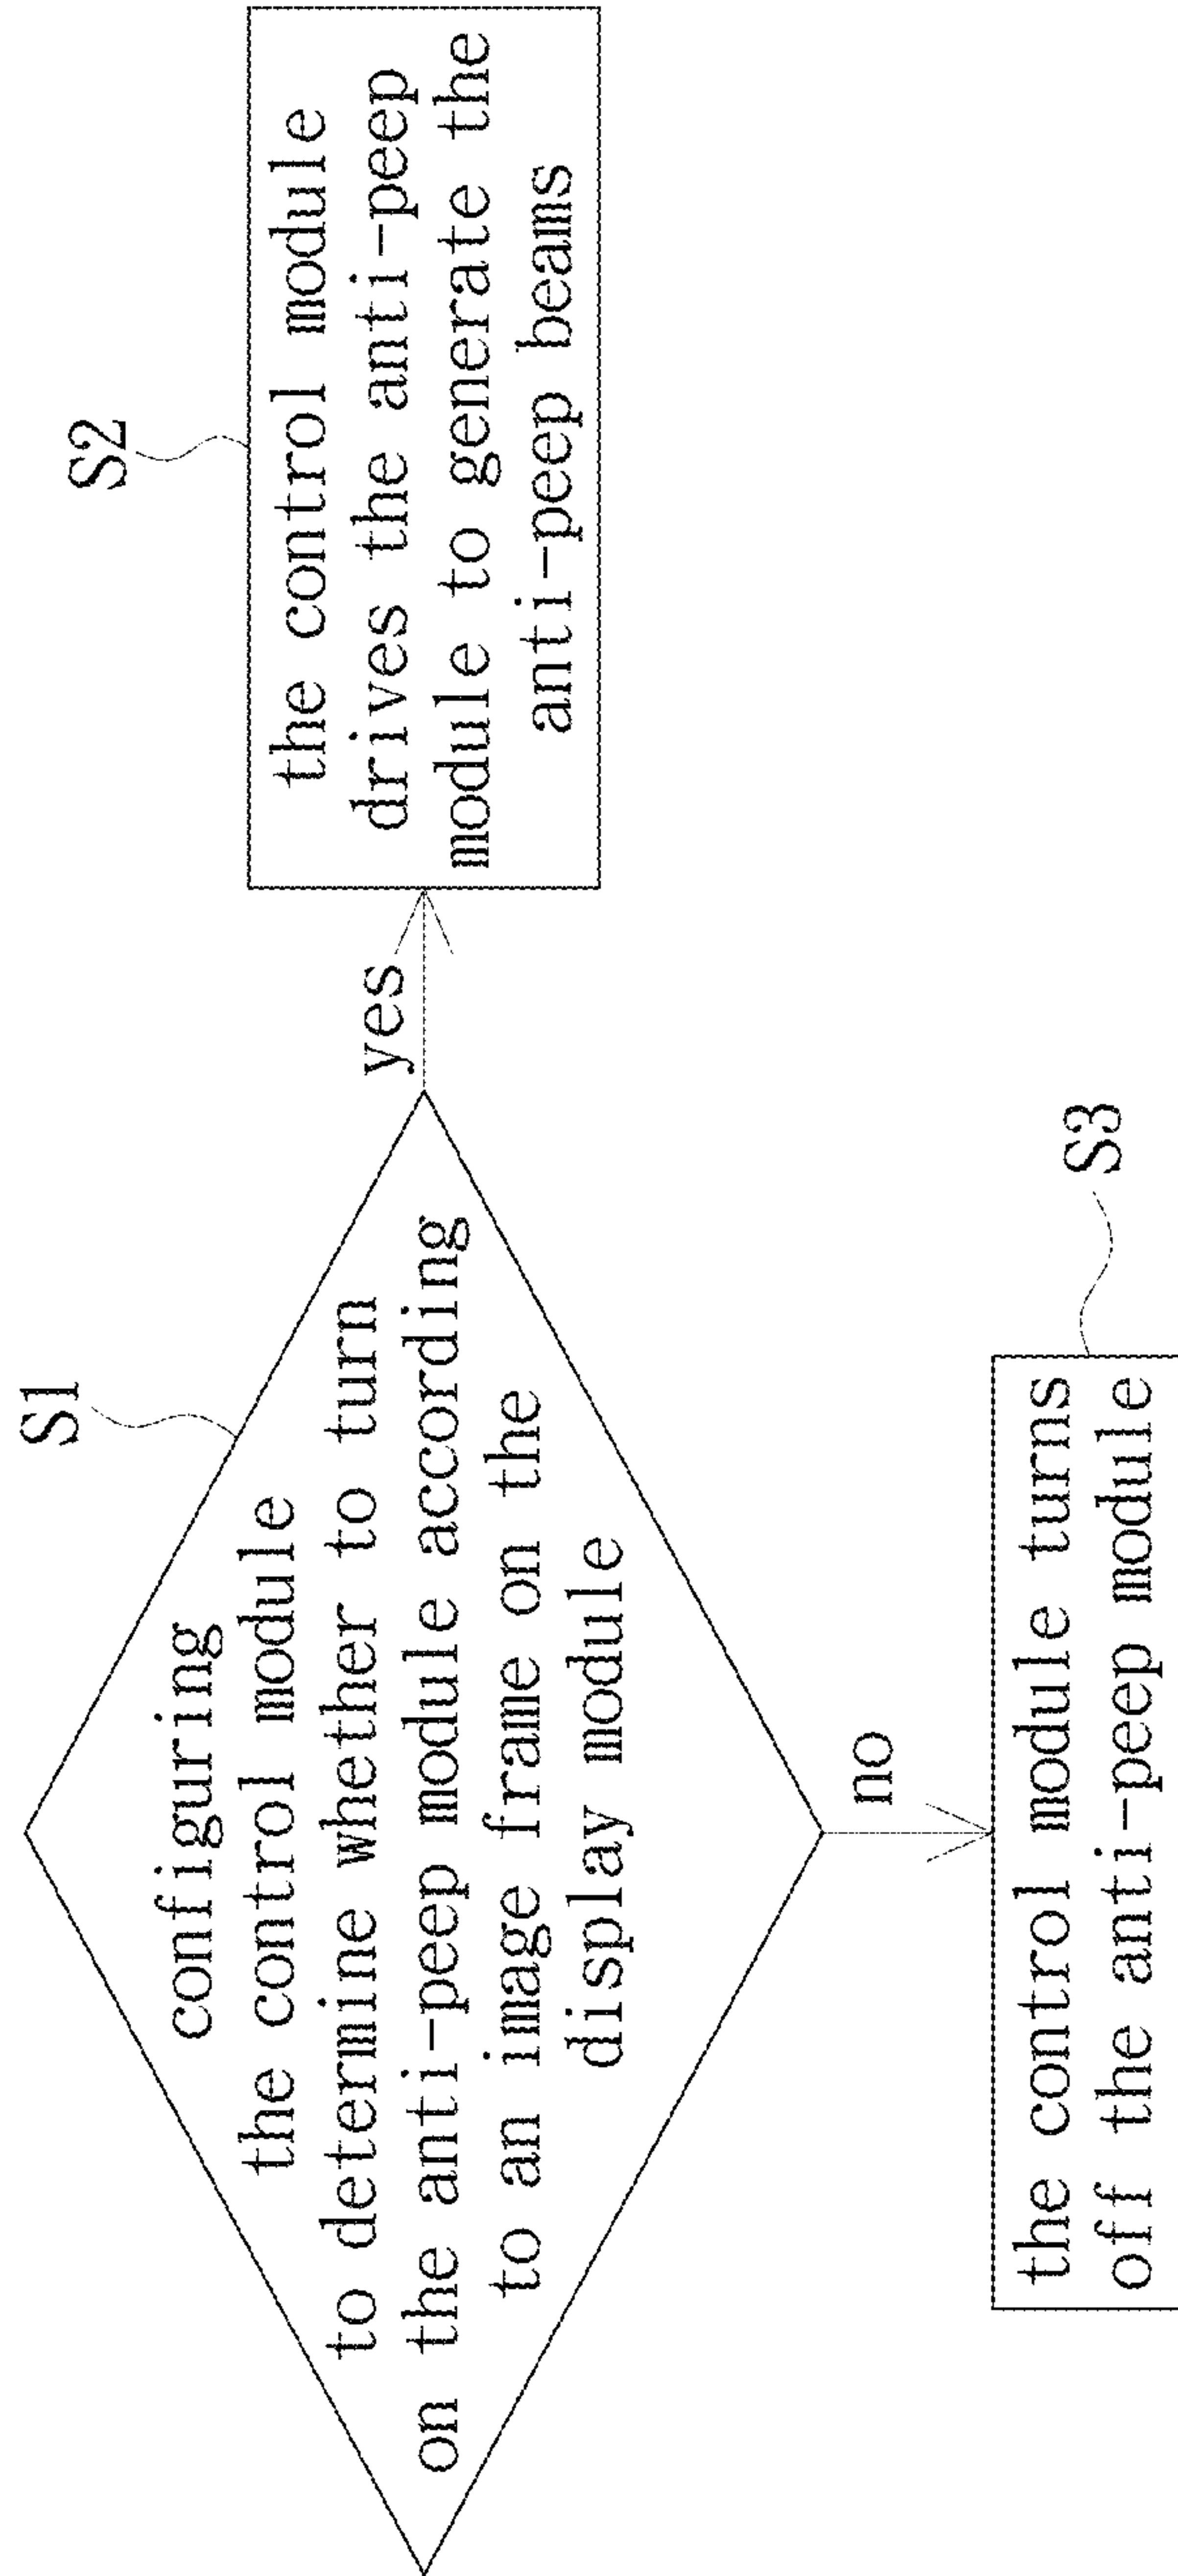 S1
configuring
the control module
to determine whether to turn
on the anti-peep module according
to an image frame on the
display module
yes
S2
the control module
drives the anti-peep
module to generate the
anti-peep beams
no
S3
the control module turns
off the anti-peep module